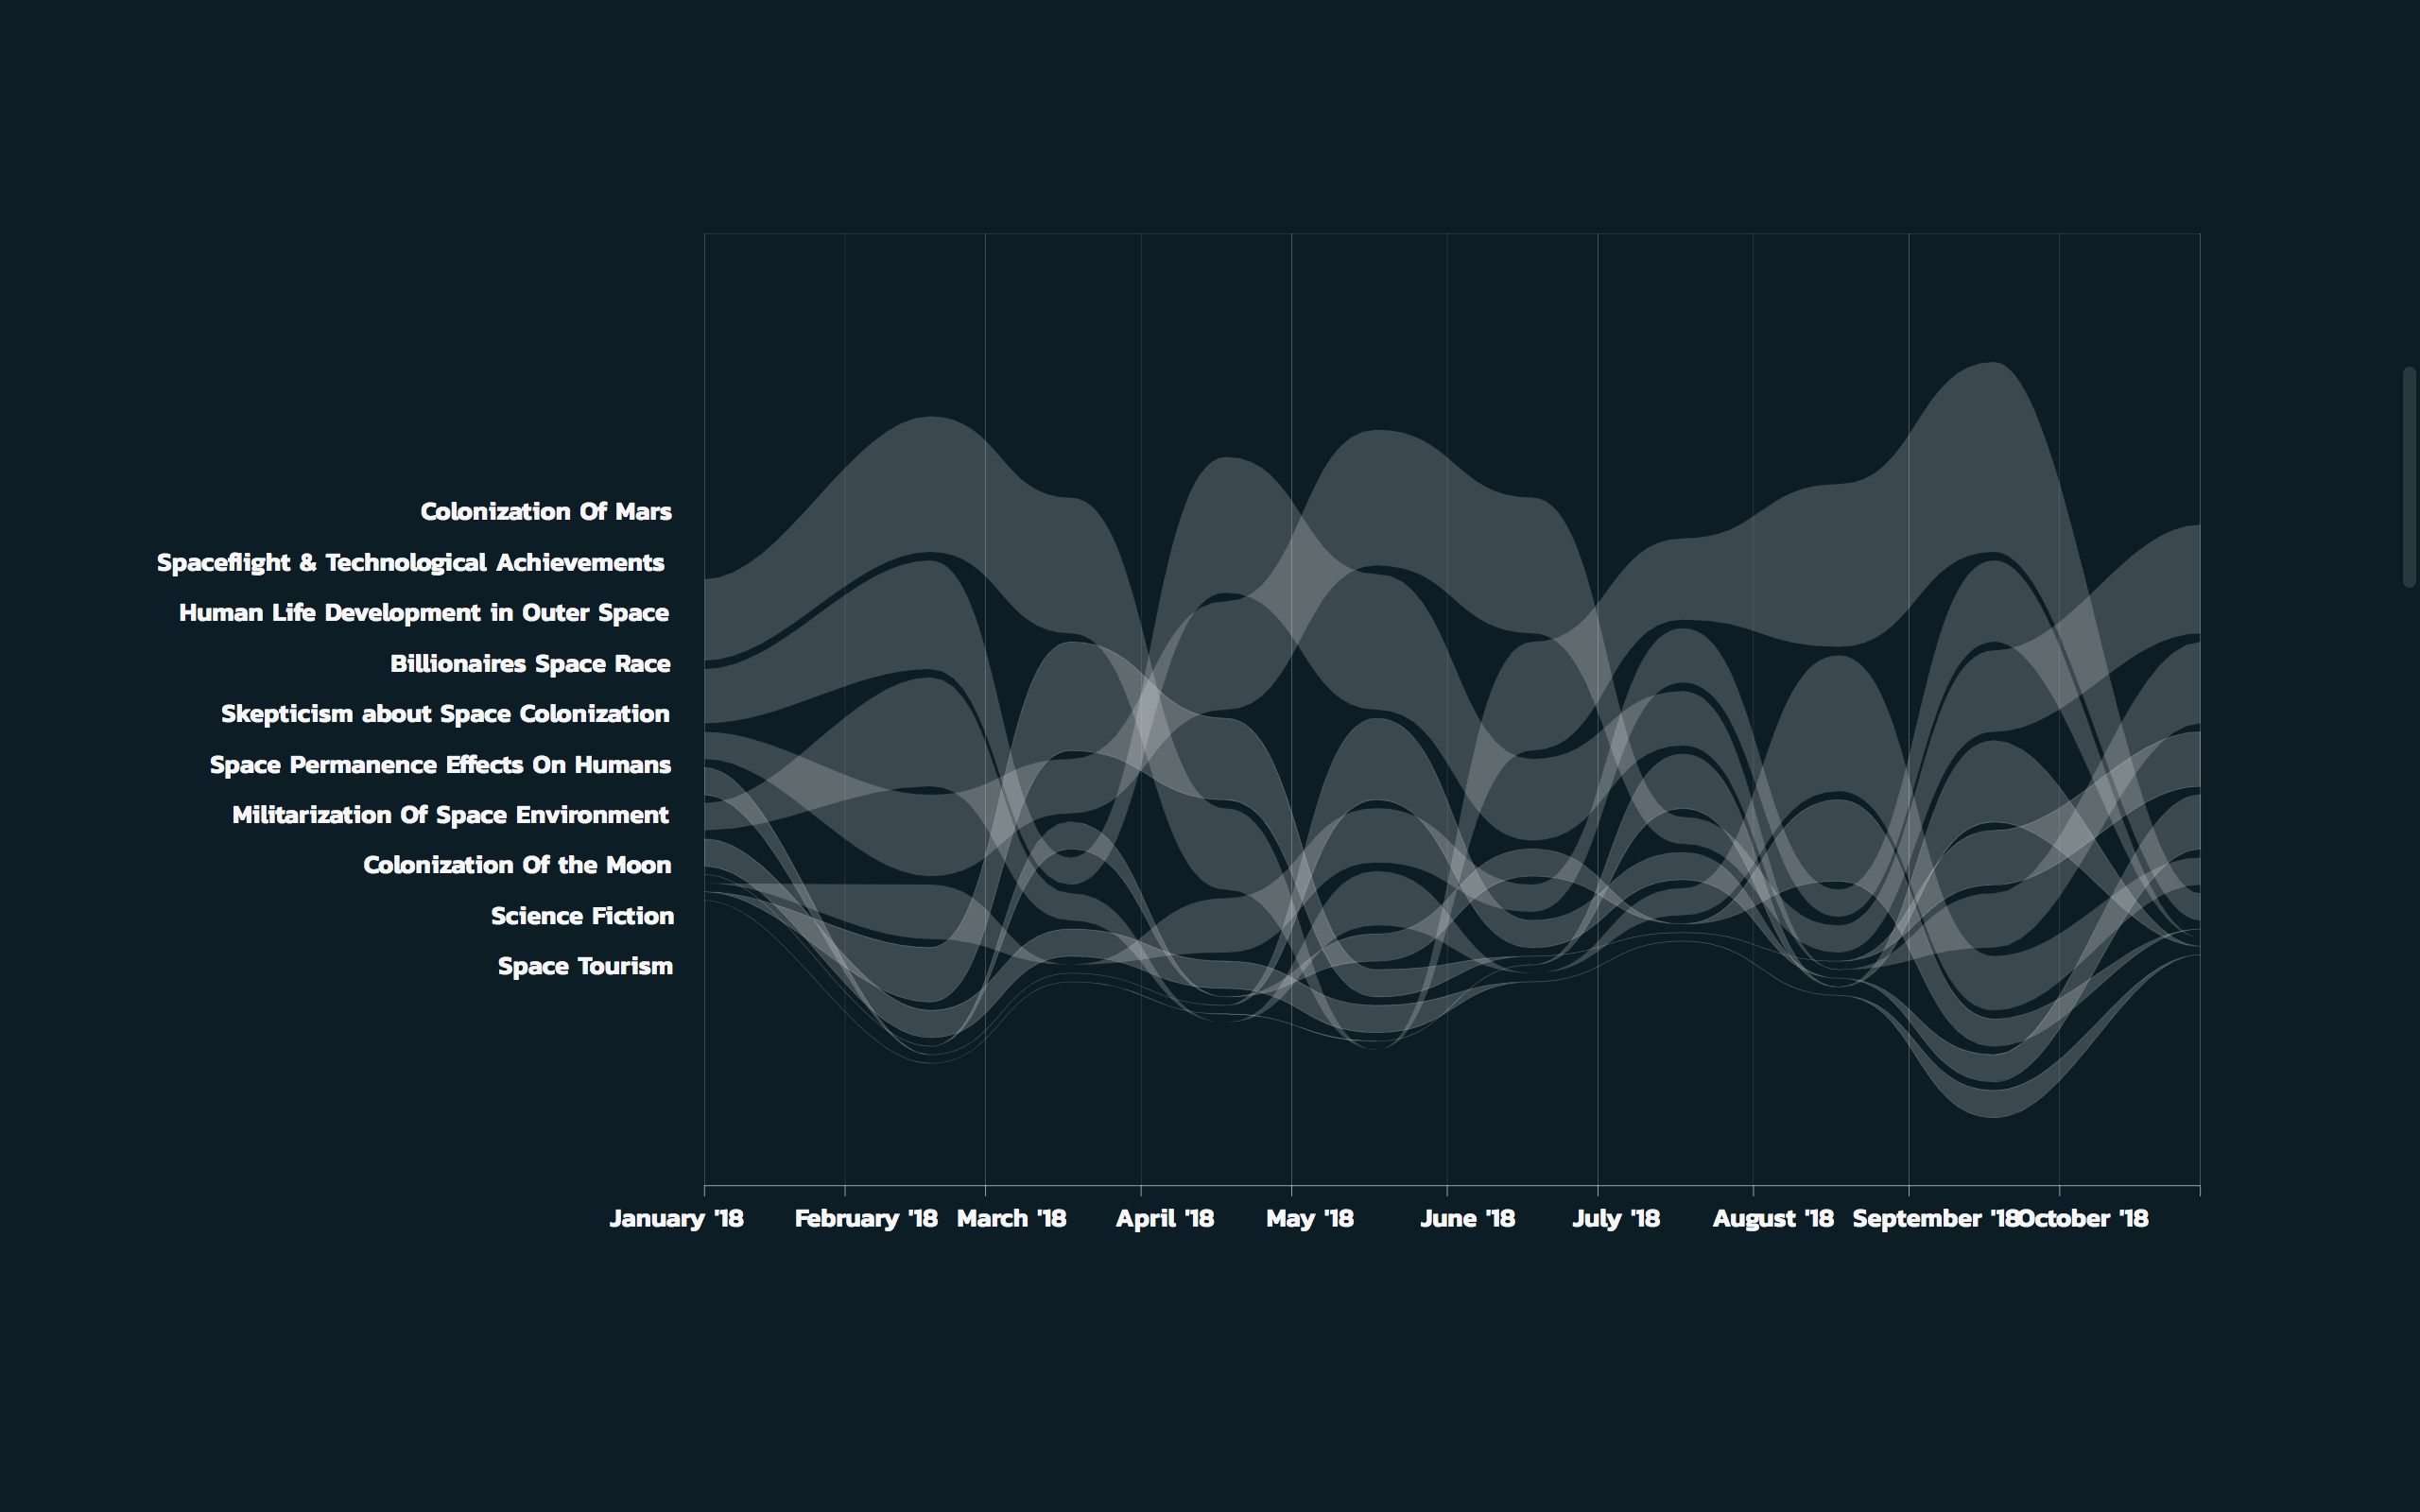 Colonization Of Mars
Spaceflight & Technological Achievements
Human Life Development in Outer Space
Billionaires Space Race
Skepticism about Space Colonization
Space Permanence Effects On Humans
Militarization Of Space Environment
Colonization Of the Moon
Science Fiction
Space Tourism
January '18 February '18 March '18 April '18 May '18 June '18 July '18 August '18 September '18 October '18